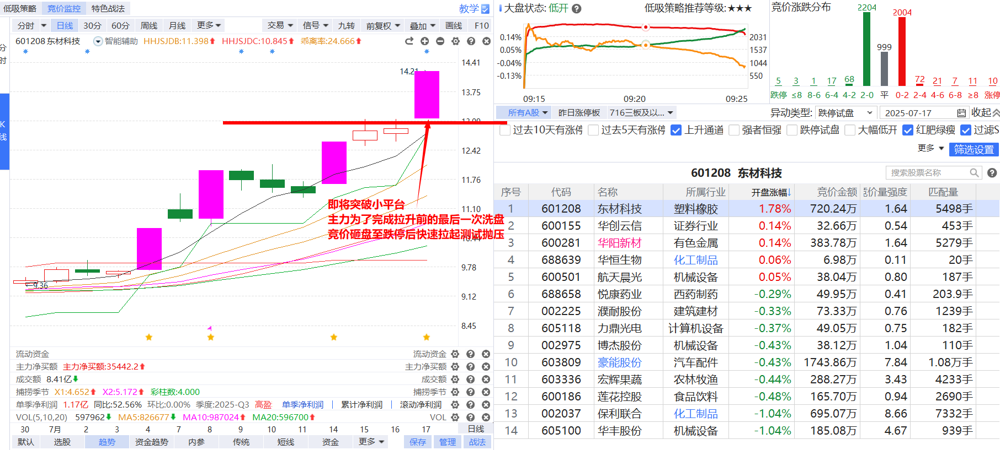 低吸策略 竞价监控 特色战法 教学
分时 日线 30分 60分 周线 月线 更多 交易 信号 九转 前复权 叠加 画线 F10
601208 东材科技 智能辅助 HHJSJDB:11.398 HHJSJDC:10.845 乖离率:24.666
分时
K线
14.41
14.21
13.75
13.09
12.42
11.76
11.10
10.44
9.78
9.36
9.12
8.45
即将突破小平台
主力为了完成拉升前的最后一次洗盘
竞价砸盘至跌停后快速拉起测试抛压
流动资金 流动资金
主力净买额 主力净买额:35442.2 主力净买额
成交额 8.41亿 成交额
捕捞季节 X1:4.652 X2:5.172 彩柱数:4.000 捕捞季节
单季净利润 1.17亿 同比:52.56% 环比:0.00% 季度:2025-Q3 高盈 单季净利润 | 累计净利润 | 滚动净利润
VOL(5,10,20) 597962 MA5:826677 MA10:987024 MA20:596700 VOL
30 7月 2 3 4 7 8 9 10 11 14 15 16 17 日线
默认 选股 趋势 资金趋势 内参 传统 短线 资金 更多 保存 管理 战法
大盘状态: 低开 低吸策略推荐等级:★★★
0.14% 2031
0.05% 1537
-0.04% 1044
-0.13% 550
09:15 09:20 09:25
竞价涨跌分布
5 3 1 17 68 2204 999 2004 72 21 7 11 10
跌停 ≤8 8-6 6-4 4-2 2-0 平 0-2 2-4 4-6 6-8 ≥8 涨停
所有A股 昨日涨停板 716三板及以... 异动类型: 跌停试盘 2025-07-17 收起
过去10天有涨停 过去5天有涨停 上升通道 强者恒强 跌停试盘 大幅低开 红肥绿瘦 过滤S
更多 筛选设置
601208 东材科技 搜索股票名称
序号 代码 名称 所属行业 开盘涨幅↓ 竞价金额 竞价量强度 匹配量
1 601208 东材科技 塑料橡胶 1.78% 720.24万 1.64 5498手
2 600155 华创云信 证券行业 0.14% 32.66万 0.54 453手
3 600281 华阳新材 有色金属 0.14% 383.78万 1.64 5279手
4 688639 华恒生物 化工制品 0.06% 6.98万 0.11 20手
5 600501 航天晨光 机械设备 0.05% 38.04万 0.80 187手
6 688658 悦康药业 西药制药 -0.29% 49.95万 0.41 203.9手
7 002225 濮耐股份 建筑建材 -0.33% 73.33万 0.76 1239手
8 605118 力鼎光电 计算机设备 -0.37% 49.05万 0.75 182手
9 002975 博杰股份 机械设备 -0.43% 38.12万 1.04 110手
10 603809 豪能股份 汽车配件 -0.43% 1743.86万 7.84 1.08万手
11 603336 宏辉果蔬 农林牧渔 -0.44% 288.27万 3.43 4233手
12 600186 莲花控股 食品饮料 -0.48% 165.70万 0.94 2690手
13 002037 保利联合 化工制品 -1.04% 695.07万 8.66 7332手
14 605100 华丰股份 机械设备 -1.04% 185.08万 4.67 939手